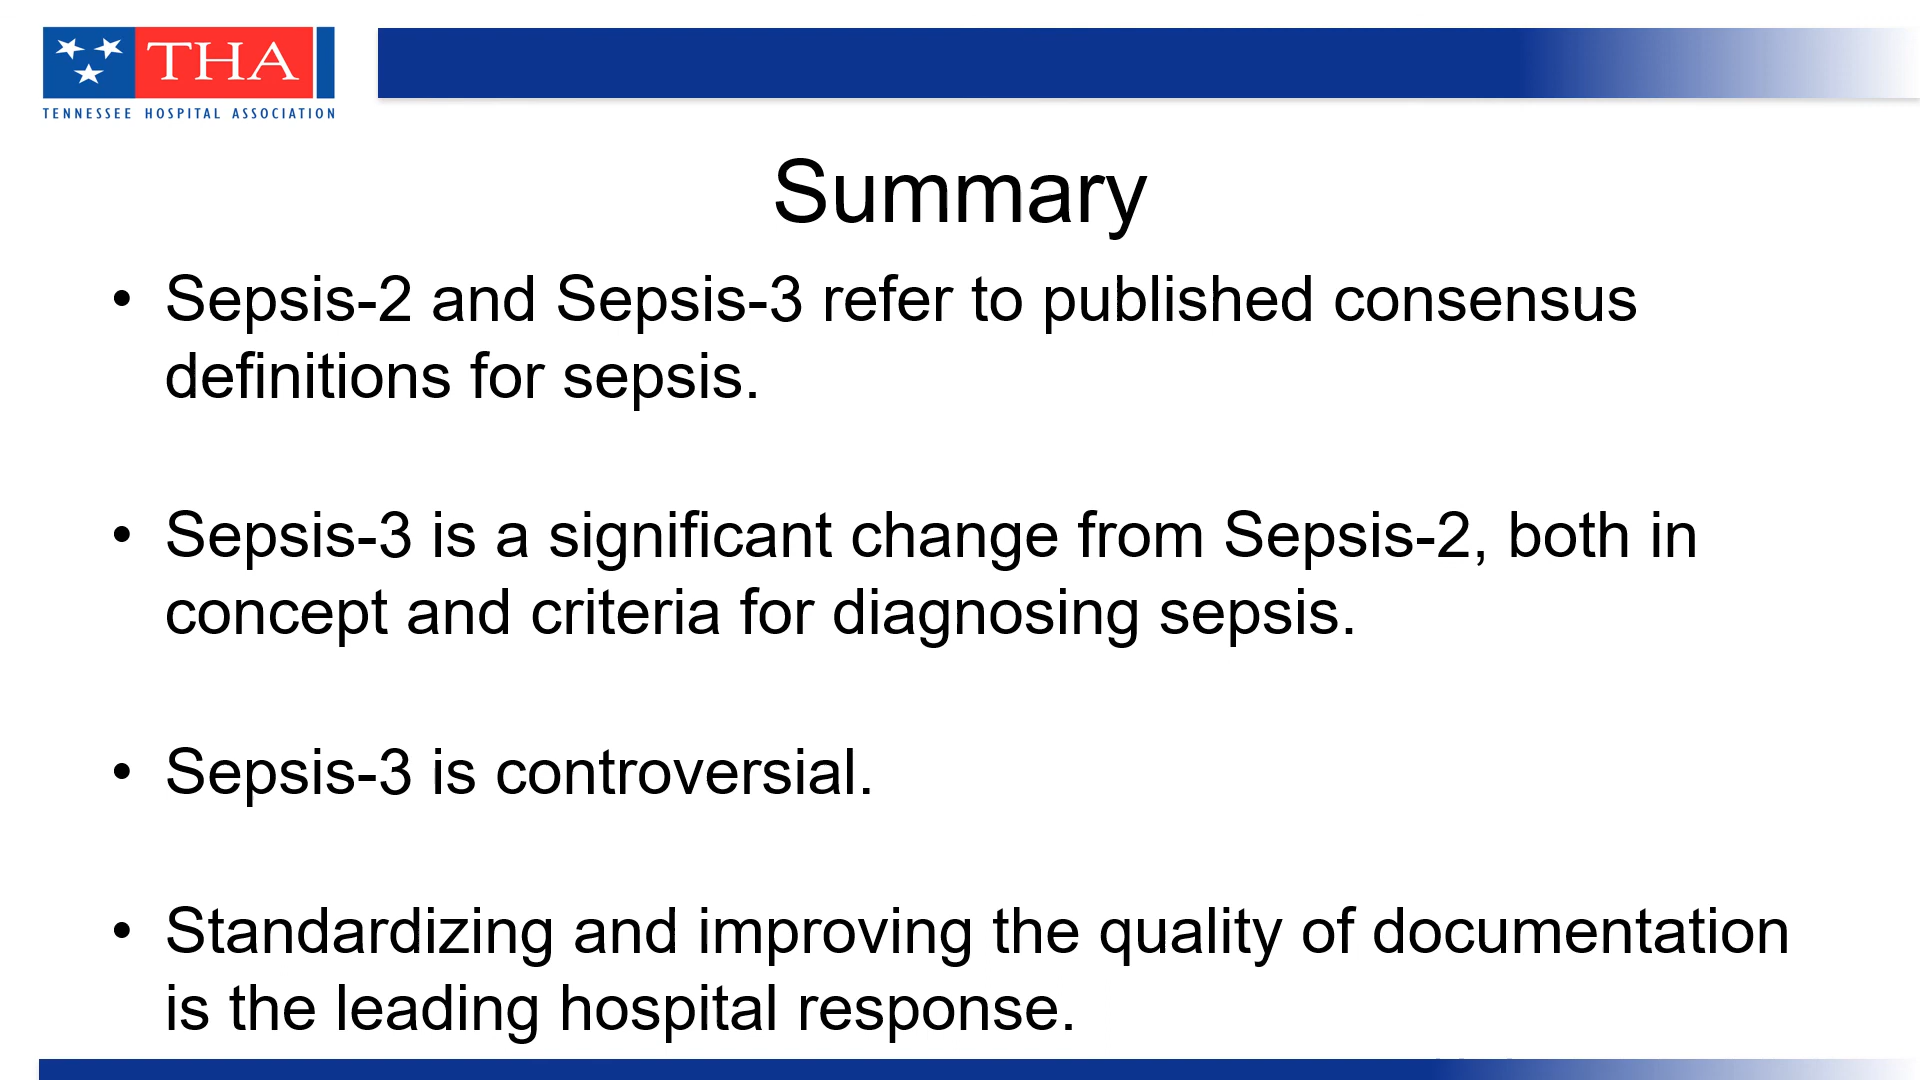 THA
TENNESSEE HOSPITAL ASSOCIATION
Summary
• Sepsis-2 and Sepsis-3 refer to published consensus
definitions for sepsis.
• Sepsis-3 is a significant change from Sepsis-2, both in
concept and criteria for diagnosing sepsis.
• Sepsis-3 is controversial.
• Standardizing and improving the quality of documentation
is the leading hospital response.